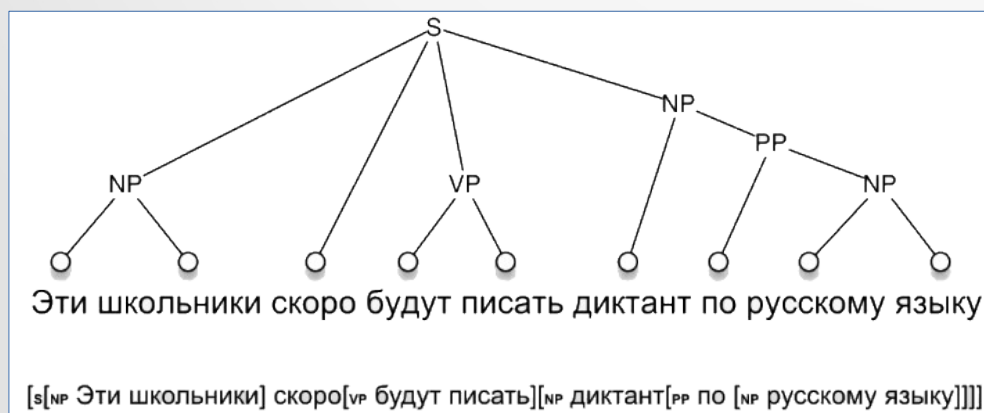 S
NP
PP
NP VP NP
Эти школьники скоро будут писать диктант по русскому языку
[S[NP Эти школьники] скоро[VP будут писать][NP диктант[PP по [NP русскому языку]]]]